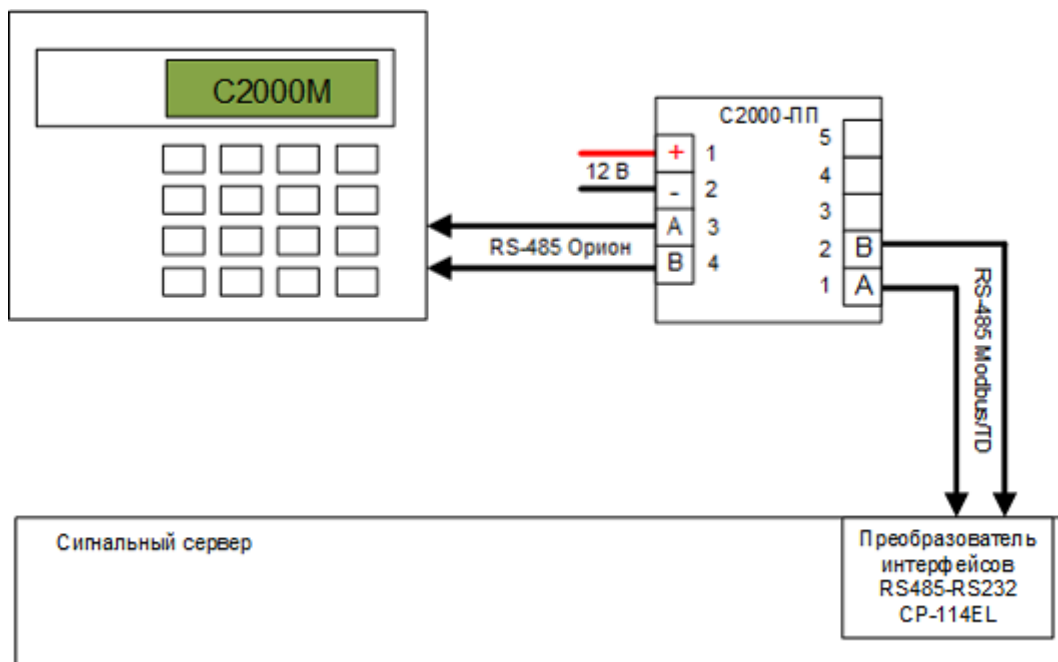 С2000М
С2000-ПП
+ 1
12 В
- 2
A 3
RS-485 Орион
B 4
5
4
3
2 B
1 A
RS-485 Modbus/TD
Сигнальный сервер
Преобразователь
интерфейсов
RS485-RS232
CP-114EL